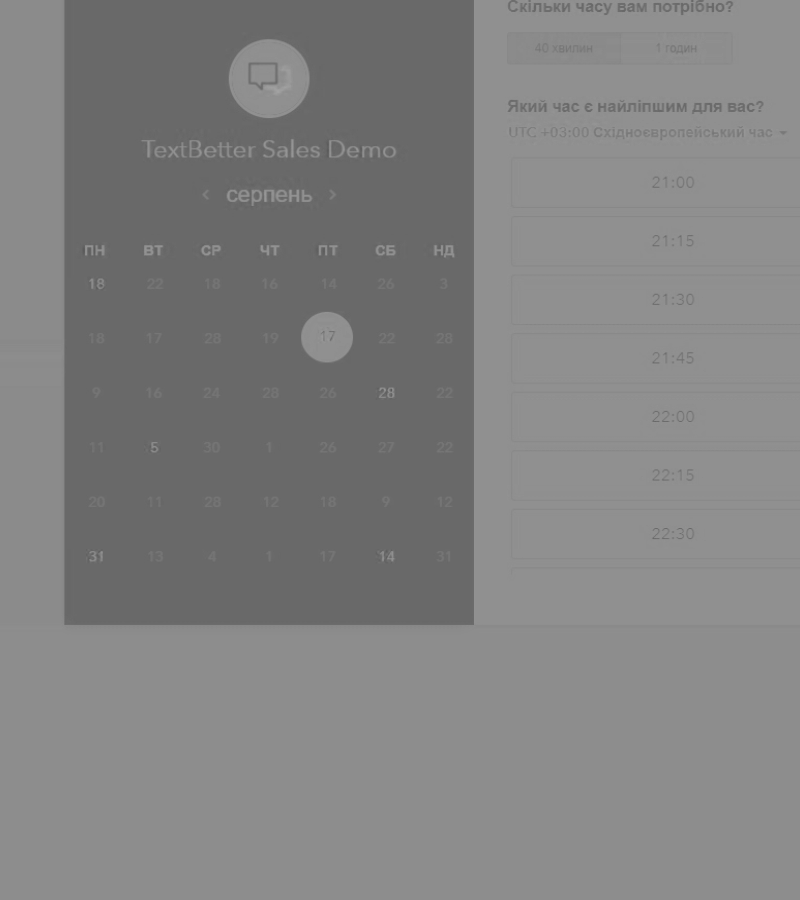 TextBetter Sales Demo
серпень
ПН ВТ СР ЧТ ПТ СБ НД
18 22 18 16 14 26 3
18 17 28 19 17 22 28
9 16 24 28 26 28 22
11 5 30 1 26 27 22
20 11 28 12 18 9 12
31 13 4 1 17 14 31
Скільки часу вам потрібно?
40 хвилин 1 годин
Який час є найліпшим для вас?
UTC +03:00 Східноєвропейський час
21:00
21:15
21:30
21:45
22:00
22:15
22:30